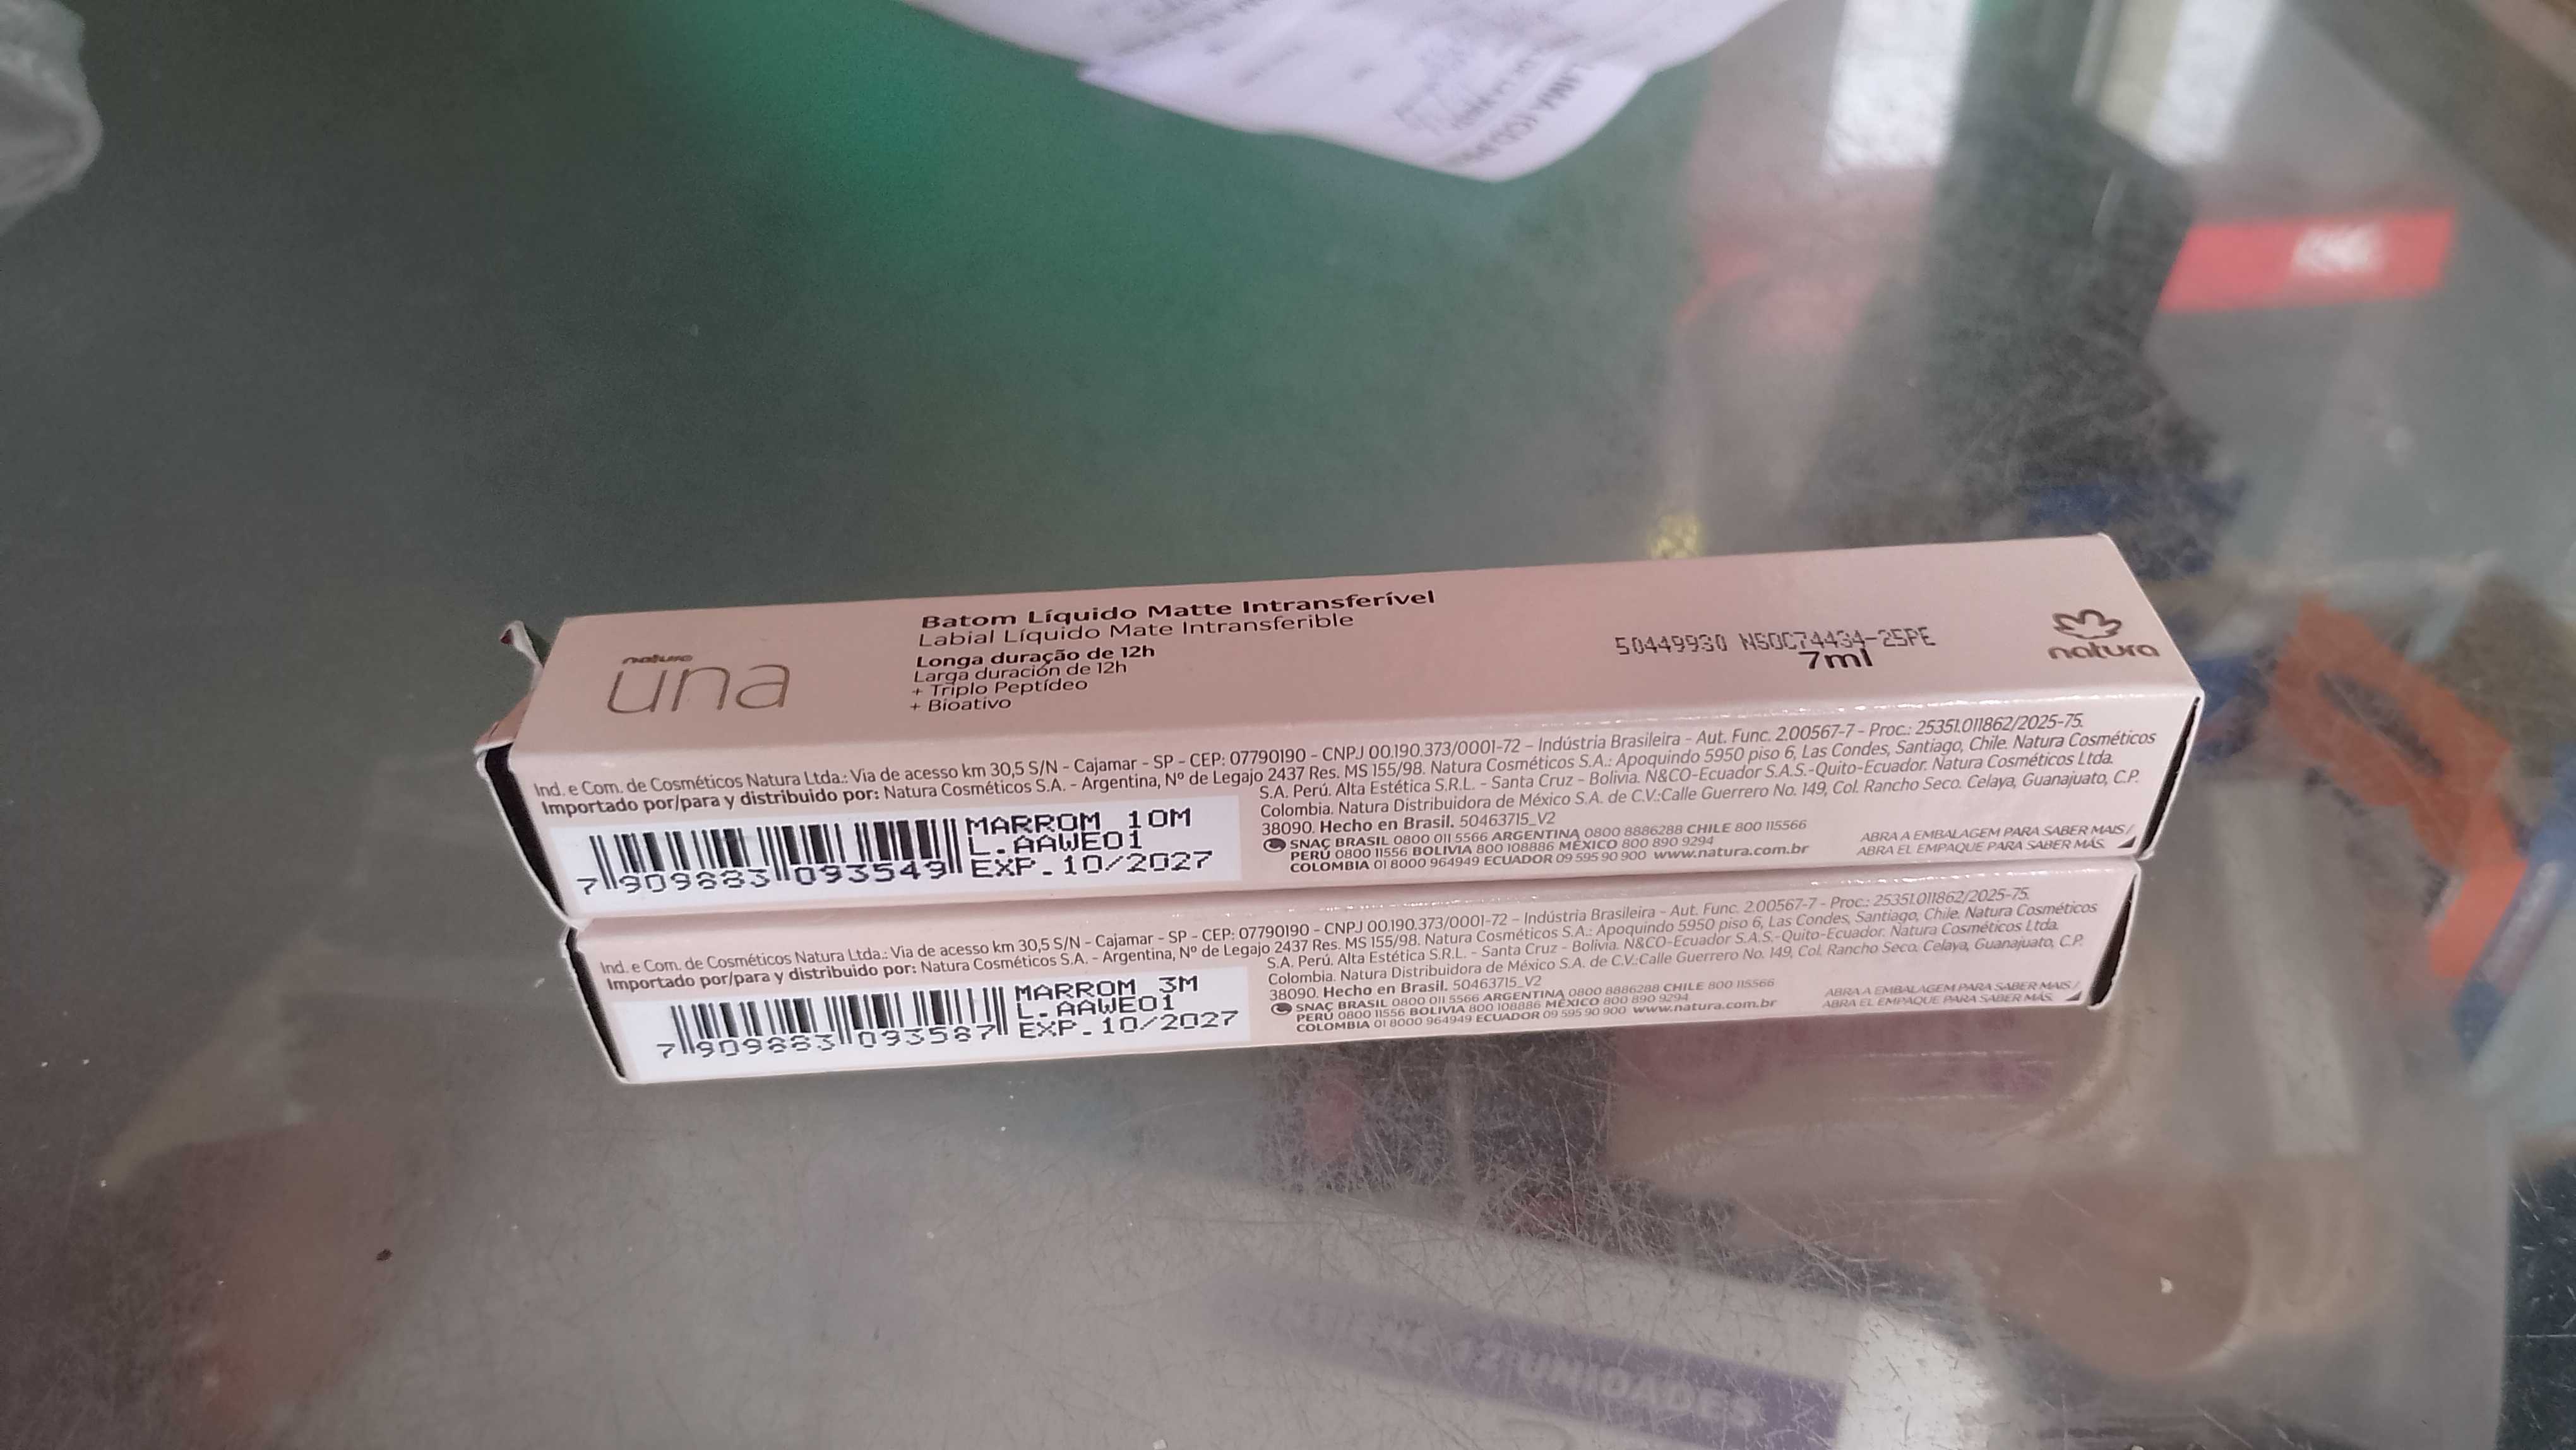 natura
una
Batom Líquido Matte Intransferível
Labial Líquido Mate Intransferible
Longa duração de 12h
Larga duración de 12h
+ Triplo Peptídeo
+ Bioativo
50449930 NSOC74434-25PE
7ml
natura
Ind. e Com. de Cosméticos Natura Ltda.: Via de acesso km 30,5 S/N - Cajamar - SP - CEP: 07790190 - CNPJ 00.190.373/0001-72 - Indústria Brasileira - Aut. Func. 2.00567-7 - Proc.: 25351.011862/2025-75.
Importado por/para y distribuido por: Natura Cosméticos S.A. - Argentina, Nº de Legajo 2437 Res. MS 155/98. Natura Cosméticos S.A.: Apoquindo 5950 piso 6, Las Condes, Santiago, Chile. Natura Cosméticos
S.A. Perú. Alta Estética S.R.L. - Santa Cruz - Bolivia. N&CO-Ecuador S.A.S.-Quito-Ecuador. Natura Cosméticos Ltda.
Colombia. Natura Distribuidora de México S.A. de C.V.:Calle Guerrero No. 149, Col. Rancho Seco. Celaya, Guanajuato, C.P.
38090. Hecho en Brasil. 50463715_V2
SNAC BRASIL 0800 011 5566 ARGENTINA 0800 8886288 CHILE 800 115566
PERÚ 0800 11556 BOLIVIA 800 108886 MÉXICO 800 890 9294
COLOMBIA 01 8000 964949 ECUADOR 09 595 90 900 www.natura.com.br
ABRA A EMBALAGEM PARA SABER MAIS /
ABRA EL EMPAQUE PARA SABER MÁS.
MARROM 10M
L.AAWE01
EXP.10/2027
7 909883 093549
Ind. e Com. de Cosméticos Natura Ltda.: Via de acesso km 30,5 S/N - Cajamar - SP - CEP: 07790190 - CNPJ 00.190.373/0001-72 - Indústria Brasileira - Aut. Func. 2.00567-7 - Proc.: 25351.011862/2025-75.
Importado por/para y distribuido por: Natura Cosméticos S.A. - Argentina, Nº de Legajo 2437 Res. MS 155/98. Natura Cosméticos S.A.: Apoquindo 5950 piso 6, Las Condes, Santiago, Chile. Natura Cosméticos
S.A. Perú. Alta Estética S.R.L. - Santa Cruz - Bolivia. N&CO-Ecuador S.A.S.-Quito-Ecuador. Natura Cosméticos Ltda.
Colombia. Natura Distribuidora de México S.A. de C.V.:Calle Guerrero No. 149, Col. Rancho Seco, Celaya, Guanajuato, C.P.
38090. Hecho en Brasil. 50463715_V2
SNAC BRASIL 0800 011 5566 ARGENTINA 0800 8886288 CHILE 800 115566
PERÚ 0800 11556 BOLIVIA 800 108886 MÉXICO 800 890 9294
COLOMBIA 01 8000 964949 ECUADOR 09 595 90 900 www.natura.com.br
ABRA A EMBALAGEM PARA SABER MAIS /
ABRA EL EMPAQUE PARA SABER MÁS.
MARROM 3M
L.AAWE01
EXP.10/2027
7 909883 093587
12 UNIDADES